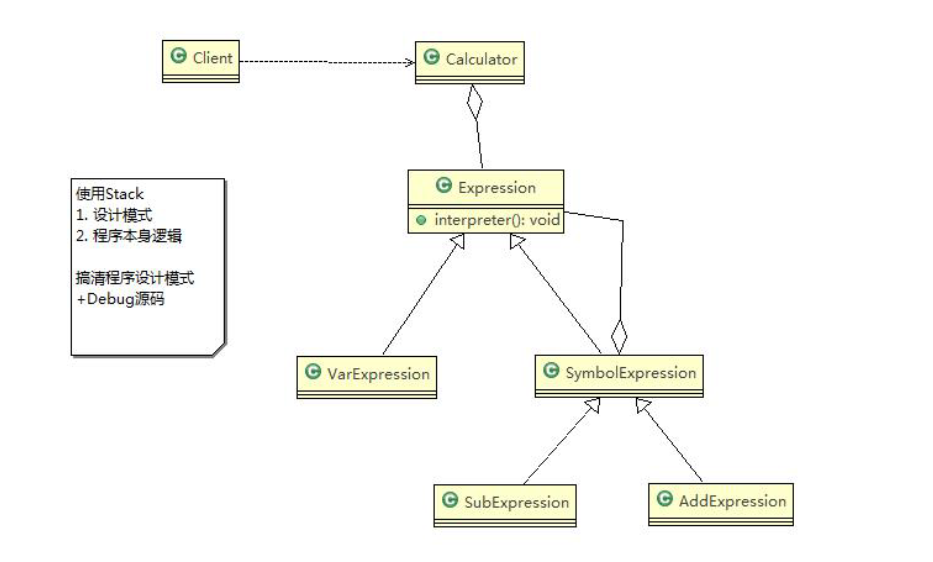 Client
Calculator
使用Stack
1. 设计模式
2. 程序本身逻辑
搞清程序设计模式
+Debug源码
Expression
interpreter(): void
VarExpression
SymbolExpression
SubExpression
AddExpression